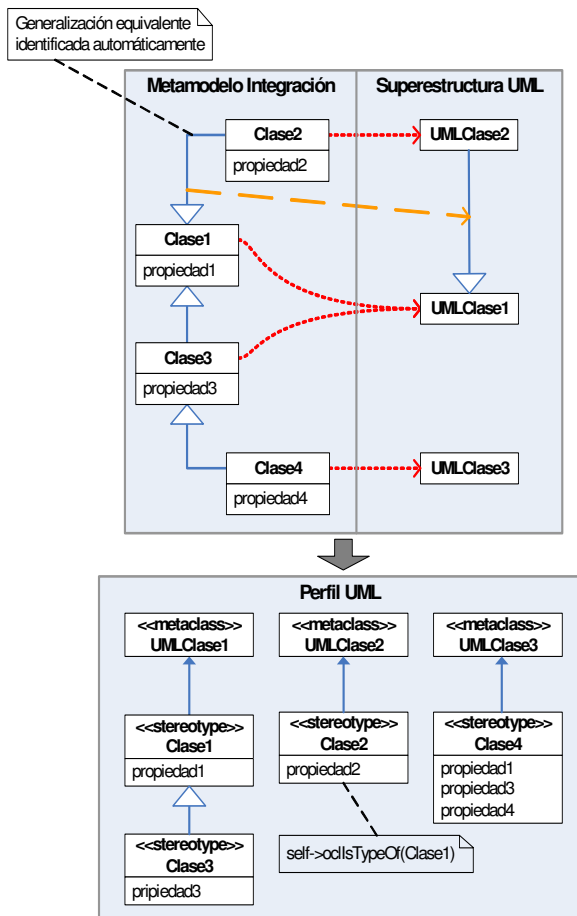 Generalización equivalente
identificada automáticamente
Metamodelo Integración
Superestructura UML
Clase2
propiedad2
UMLClase2
Clase1
propiedad1
UMLClase1
Clase3
propiedad3
Clase4
propiedad4
UMLClase3
Perfil UML
<<metaclass>>
UMLClase1
<<metaclass>>
UMLClase2
<<metaclass>>
UMLClase3
<<stereotype>>
Clase1
propiedad1
<<stereotype>>
Clase2
propiedad2
<<stereotype>>
Clase4
propiedad1
propiedad3
propiedad4
<<stereotype>>
Clase3
pripiedad3
self->oclIsTypeOf(Clase1)